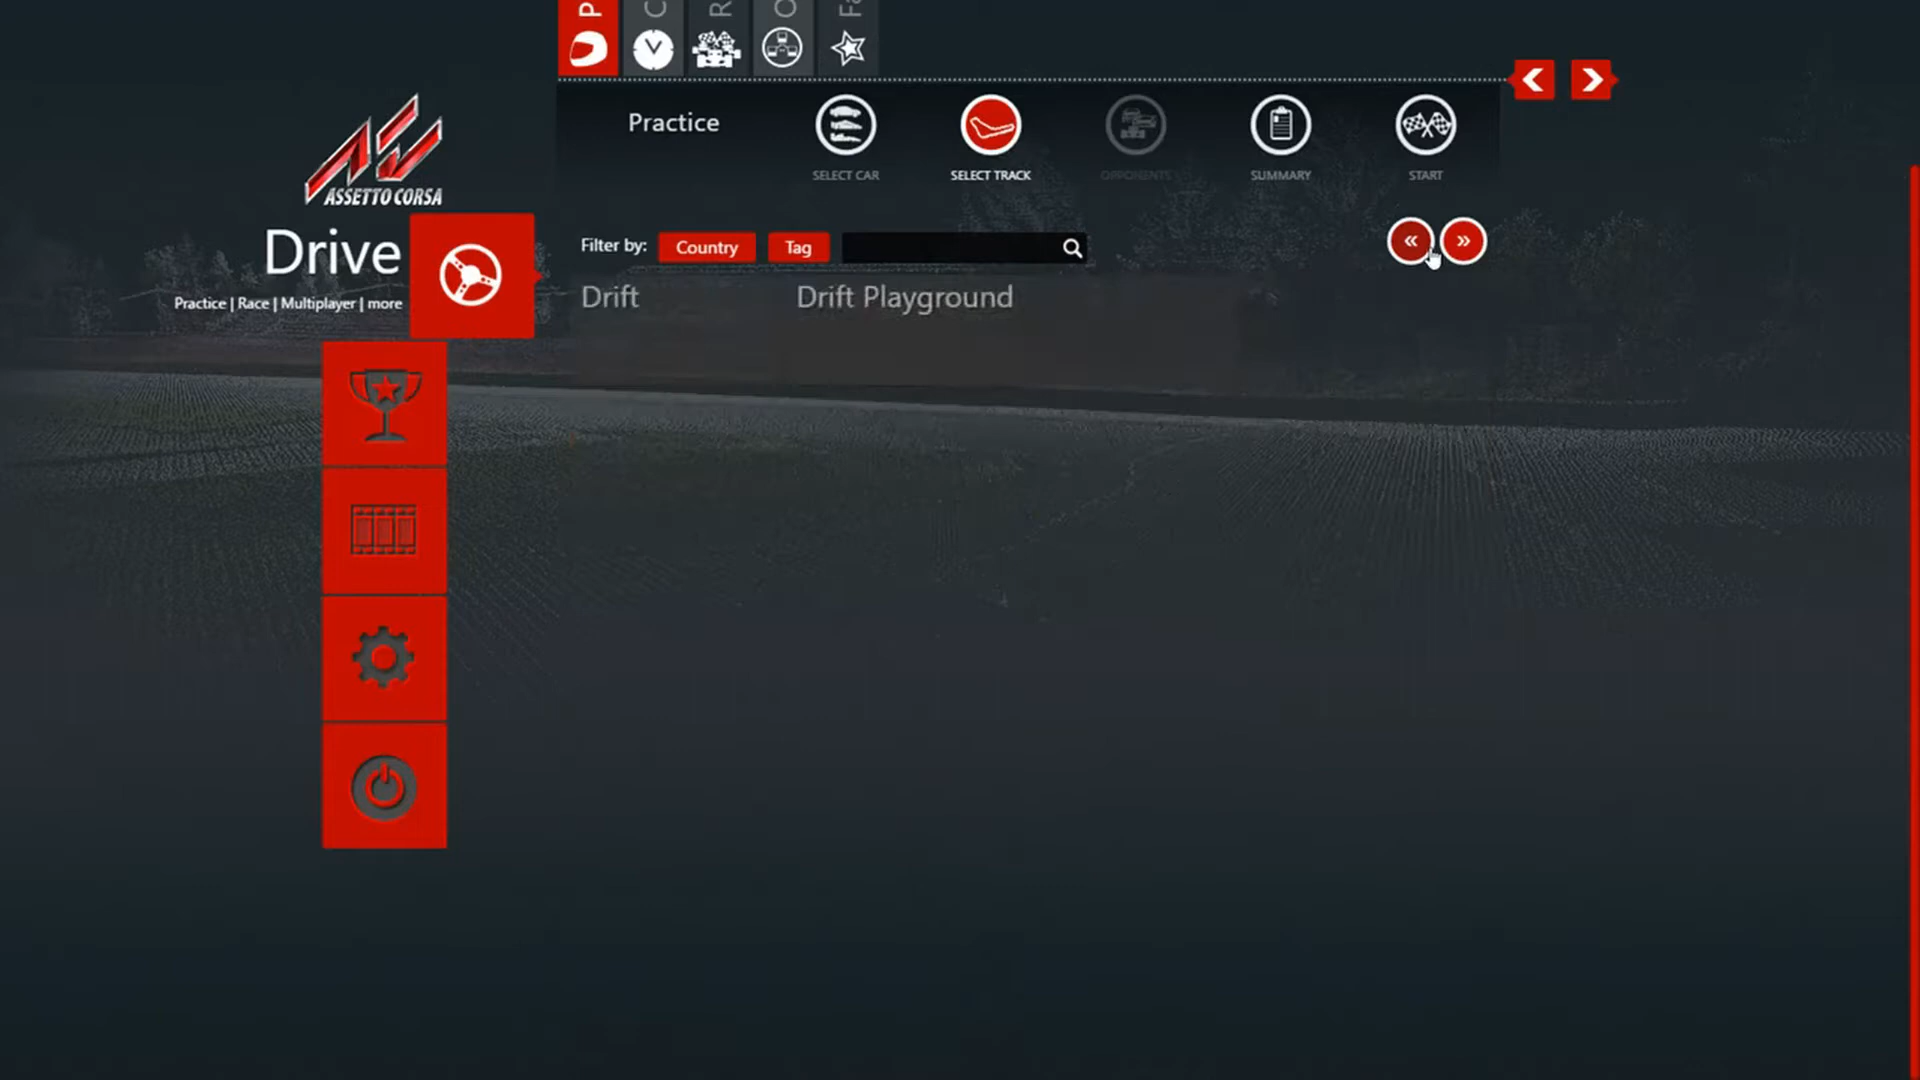 P
C
R
O
Practice
SELECT CAR
SELECT TRACK
OPPONENTS
SUMMARY
START
ASSETTO CORSA
Drive
Practice | Race | Multiplayer | more
Filter by:
Country
Tag
«
»
Drift
Drift Playground